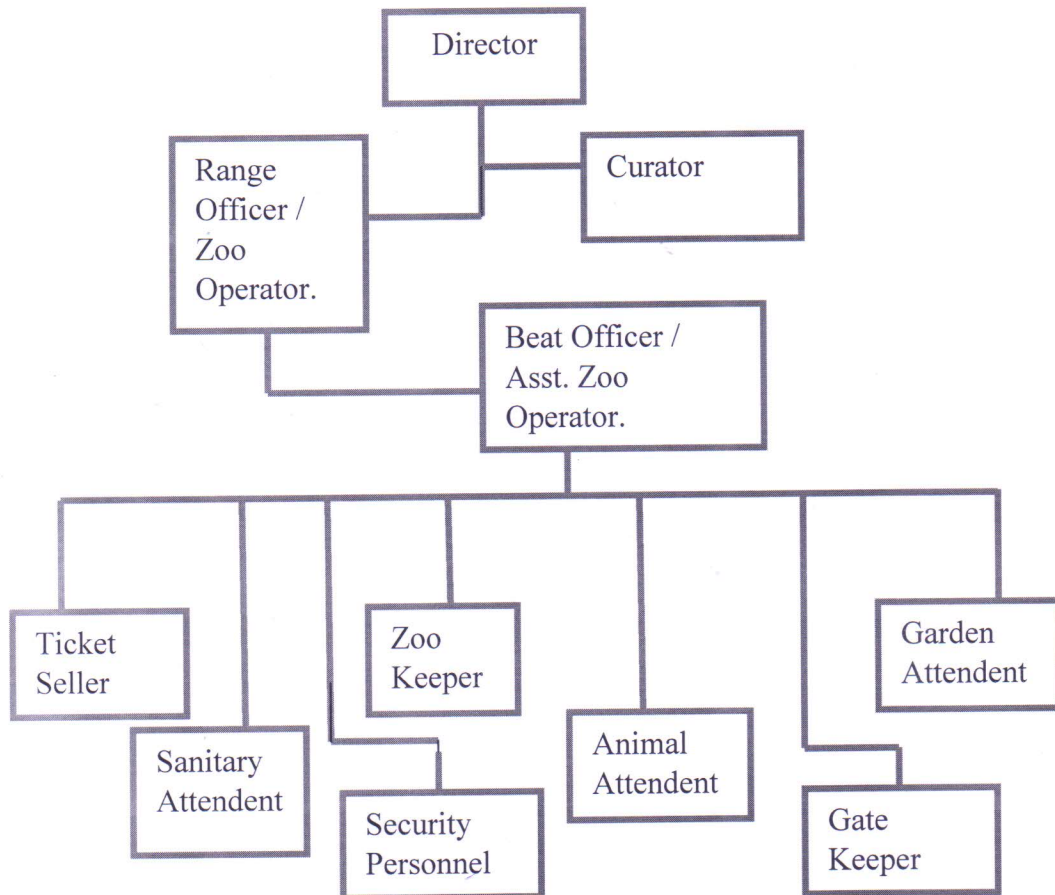 Director
Curator
Range
Officer /
Zoo
Operator.
Beat Officer /
Asst. Zoo
Operator.
Ticket
Seller
Zoo
Keeper
Garden
Attendent
Sanitary
Attendent
Animal
Attendent
Security
Personnel
Gate
Keeper